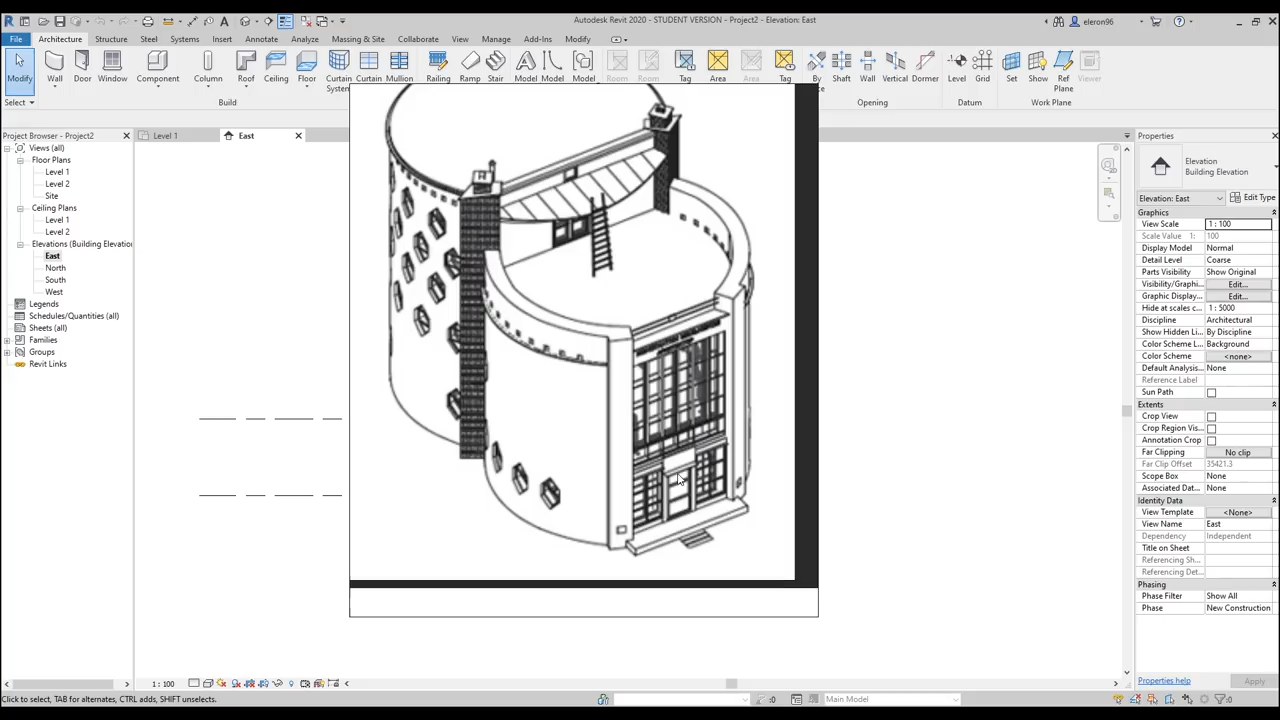 Autodesk Revit 2020 - STUDENT VERSION - Project2 - Elevation: East
eleron96
File Architecture Structure Steel Systems Insert Annotate Analyze Massing & Site Collaborate View Manage Add-Ins Modify
Modify Wall Door Window Component Column Roof Ceiling Floor Curtain System Curtain Mullion Railing Ramp Stair Model Model Model Room Room Tag Area Area Tag By Shaft Wall Vertical Dormer Level Grid Set Show Ref Plane Viewer
Select Build Opening Datum Work Plane
Project Browser - Project2
Level 1
East
Properties
Views (all)
Floor Plans
Level 1
Level 2
Site
Ceiling Plans
Level 1
Level 2
Elevations (Building Elevation
East
North
South
West
Legends
Schedules/Quantities (all)
Sheets (all)
Families
Groups
Revit Links
Elevation
Building Elevation
Elevation: East Edit Type
Graphics
View Scale 1 : 100
Scale Value 1: 100
Display Model Normal
Detail Level Coarse
Parts Visibility Show Original
Visibility/Graphi... Edit...
Graphic Display... Edit...
Hide at scales c... 1 : 5000
Discipline Architectural
Show Hidden Li... By Discipline
Color Scheme L... Background
Color Scheme <none>
Default Analysis... None
Reference Label
Sun Path
Extents
Crop View
Crop Region Vis...
Annotation Crop
Far Clipping No clip
Far Clip Offset 35421.3
Scope Box None
Associated Dat... None
Identity Data
View Template <None>
View Name East
Dependency Independent
Title on Sheet
Referencing Sh...
Referencing Det...
Phasing
Phase Filter Show All
Phase New Construction
Properties help Apply
1 : 100
Click to select, TAB for alternates, CTRL adds, SHIFT unselects.
:0
Main Model
:0